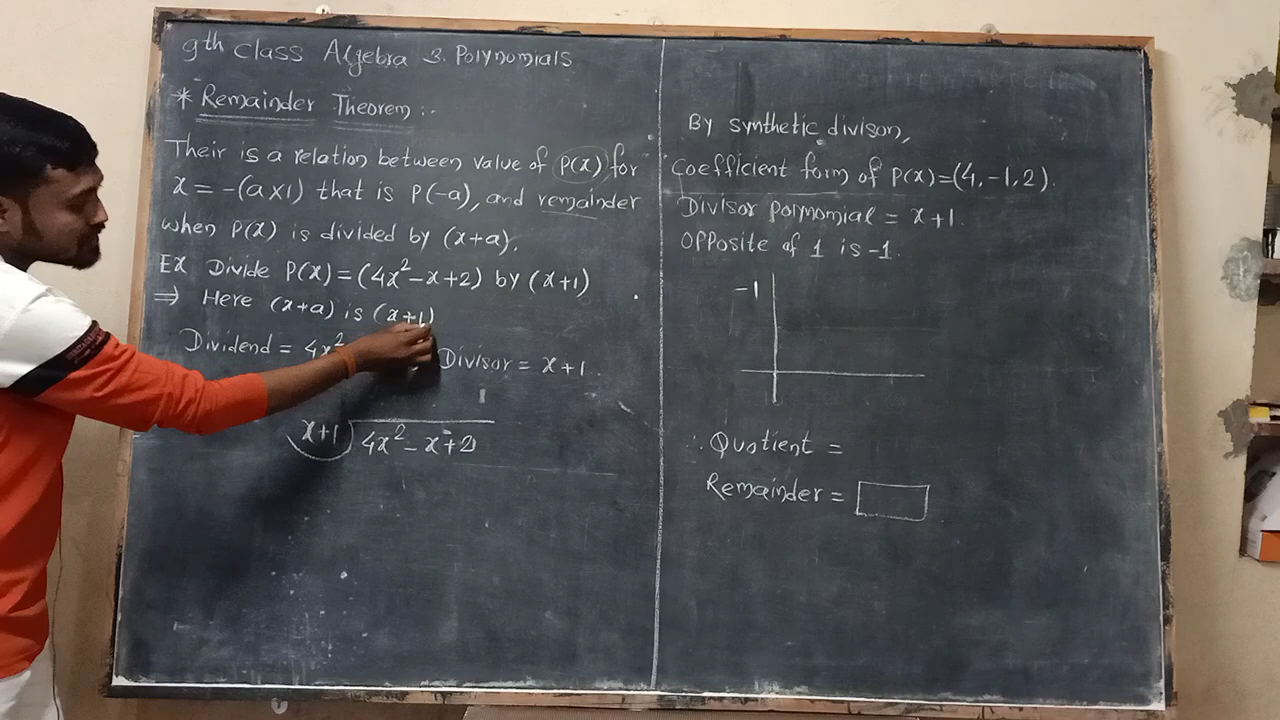 9th class Algebra 3. Polynomials
* Remainder Theorem :-
Their is a relation between value of P(x) for
x = -(a×1) that is P(-a), and remainder
when P(x) is divided by (x+a).
Ex Divide P(x) = (4x²-x+2) by (x+1)
⇒ Here (x+a) is (x+1)
Dividend = 4x² Divisor = x+1.
x+1) 4x²-x+2
By synthetic divison,
Coefficient form of P(x)=(4,-1,2).
Divisor polynomial = x+1.
Opposite of 1 is -1.
-1
∴ Quotient =
Remainder =